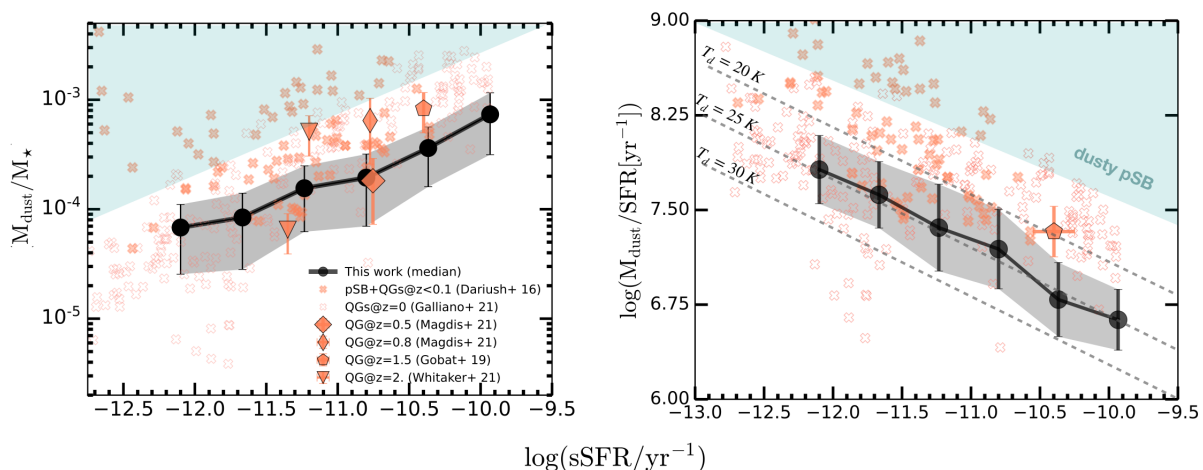 M_dust/M_⋆
10⁻³
10⁻⁴
10⁻⁵
This work (median)
pSB+QGs@z<0.1 (Dariush+ 16)
QGs@z=0 (Galliano+ 21)
QG@z=0.5 (Magdis+ 21)
QG@z=0.8 (Magdis+ 21)
QG@z=1.5 (Gobat+ 19)
QG@z=2. (Whitaker+ 21)
−12.5 −12.0 −11.5 −11.0 −10.5 −10.0 −9.5
log(M_dust/SFR[yr⁻¹])
9.00
8.25
7.50
6.75
6.00
T_d = 20 K
T_d = 25 K
T_d = 30 K
dusty pSB
−13.0 −12.5 −12.0 −11.5 −11.0 −10.5 −10.0 −9.5
log(sSFR/yr⁻¹)